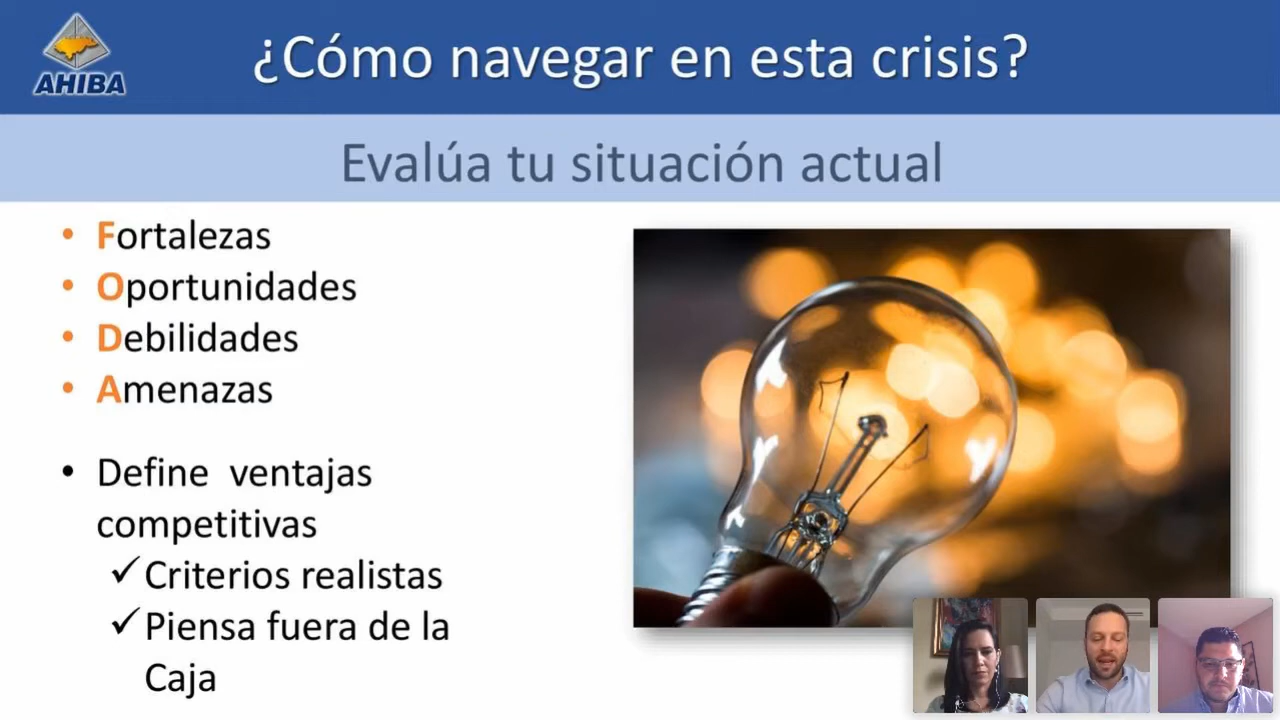 AHIBA
¿Cómo navegar en esta crisis?
Evalúa tu situación actual
• Fortalezas
• Oportunidades
• Debilidades
• Amenazas
• Define ventajas
competitivas
✓Criterios realistas
✓Piensa fuera de la
Caja